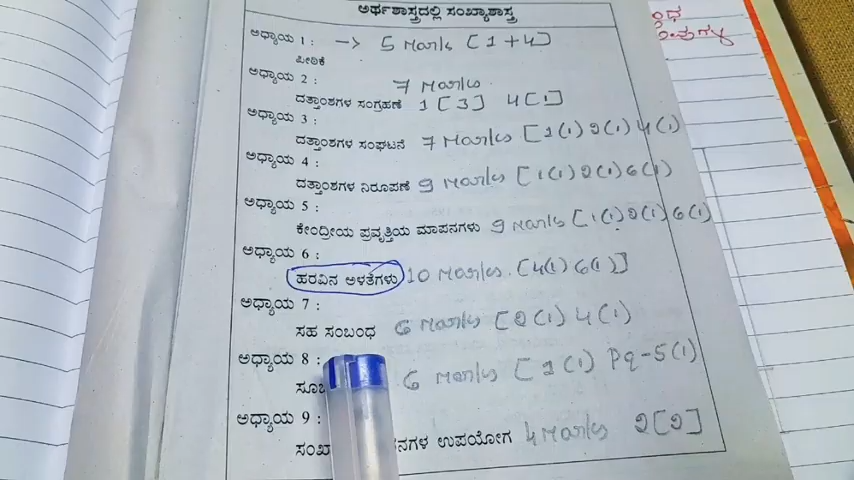 ಅರ್ಥಶಾಸ್ತ್ರದಲ್ಲಿ ಸಂಖ್ಯಾಶಾಸ್ತ್ರ
ಅಧ್ಯಾಯ 1 : -> 5 Marks [1+4]
ಪೀಠಿಕೆ
ಅಧ್ಯಾಯ 2 : 7 Marks.
ದತ್ತಾಂಶಗಳ ಸಂಗ್ರಹಣೆ 1[3] 4[1]
ಅಧ್ಯಾಯ 3 :
ದತ್ತಾಂಶಗಳ ಸಂಘಟನೆ 7 Marks [1(1) 2(1) 4(1)
ಅಧ್ಯಾಯ 4 :
ದತ್ತಾಂಶಗಳ ನಿರೂಪಣೆ 9 Marks [1(1) 2(1) 6(1)
ಅಧ್ಯಾಯ 5 :
ಕೇಂದ್ರೀಯ ಪ್ರವೃತ್ತಿಯ ಮಾಪನಗಳು 9 Marks [1(1) 2(1) 6(1)
ಅಧ್ಯಾಯ 6 :
ಹರವಿನ ಅಳತೆಗಳು 10 Marks. [4(1) 6(1)]
ಅಧ್ಯಾಯ 7 :
ಸಹ ಸಂಬಂಧ 6 Marks [2(1) 4(1)
ಅಧ್ಯಾಯ 8 :
6 Marks [1(1) Pq-5(1)
ಅಧ್ಯಾಯ 9 :
ಉಪಯೋಗ 4 Marks 2[2]